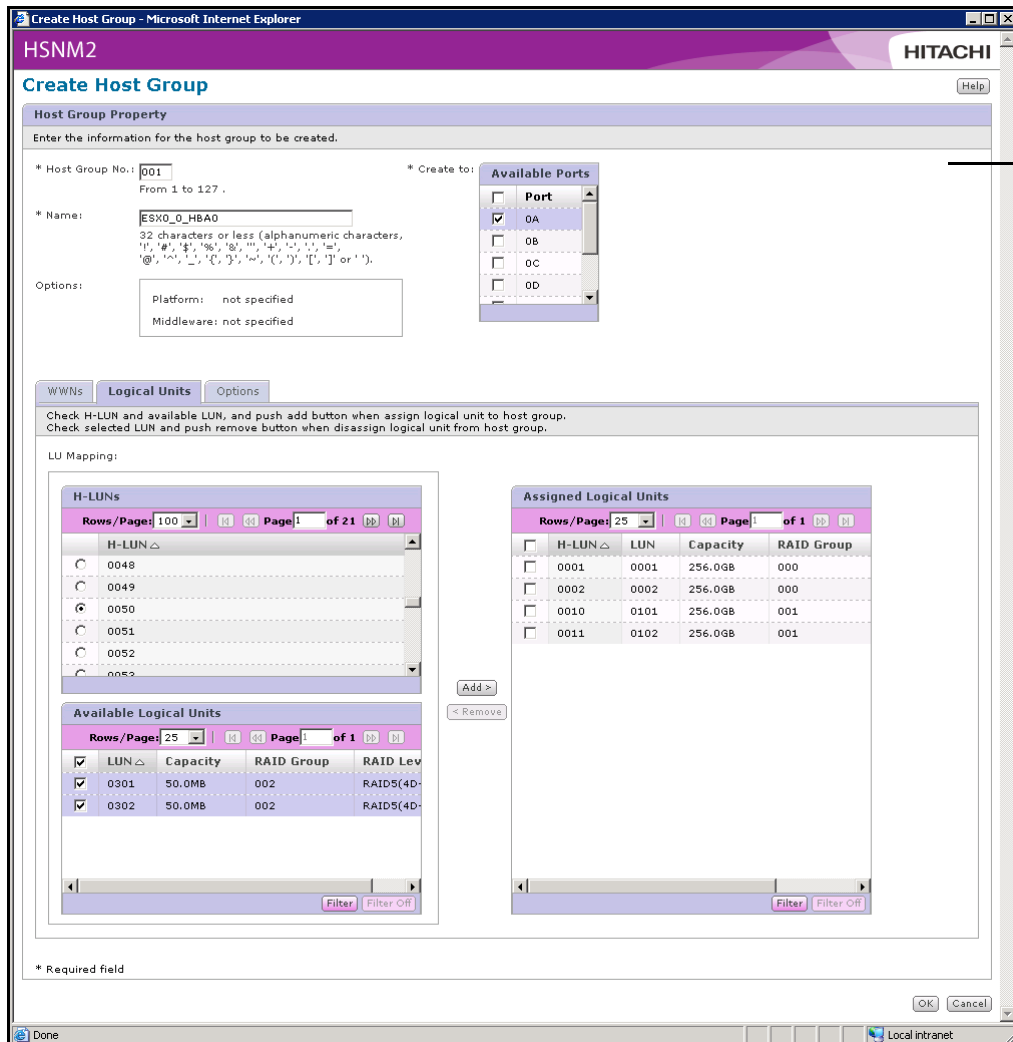 Create Host Group - Microsoft Internet Explorer
HSNM2
HITACHI
Create Host Group
Help
Host Group Property
Enter the information for the host group to be created.
* Host Group No.: 001
From 1 to 127 .
* Name: ESX0_0_HBA0
32 characters or less (alphanumeric characters,
'!', '#', '$', '%', '&', ''', '+', '-', '.', '=',
'@', '^', '_', '{', '}', '~', '(', ')', '[', ']' or ' ').
Options:
Platform: not specified
Middleware: not specified
* Create to:
Available Ports
Port
0A
0B
0C
0D
WWNs Logical Units Options
Check H-LUN and available LUN, and push add button when assign logical unit to host group.
Check selected LUN and push remove button when disassign logical unit from host group.
LU Mapping:
H-LUNs
Rows/Page: 100 Page 1 of 21
H-LUN
0048
0049
0050
0051
0052
0053
Available Logical Units
Rows/Page: 25 Page 1 of 1
LUN Capacity RAID Group RAID Lev
0301 50.0MB 002 RAID5(4D-
0302 50.0MB 002 RAID5(4D-
Filter Filter Off
Add >
< Remove
Assigned Logical Units
Rows/Page: 25 Page 1 of 1
H-LUN LUN Capacity RAID Group
0001 0001 256.0GB 000
0002 0002 256.0GB 000
0010 0101 256.0GB 001
0011 0102 256.0GB 001
Filter Filter Off
* Required field
OK Cancel
Done
Local intranet